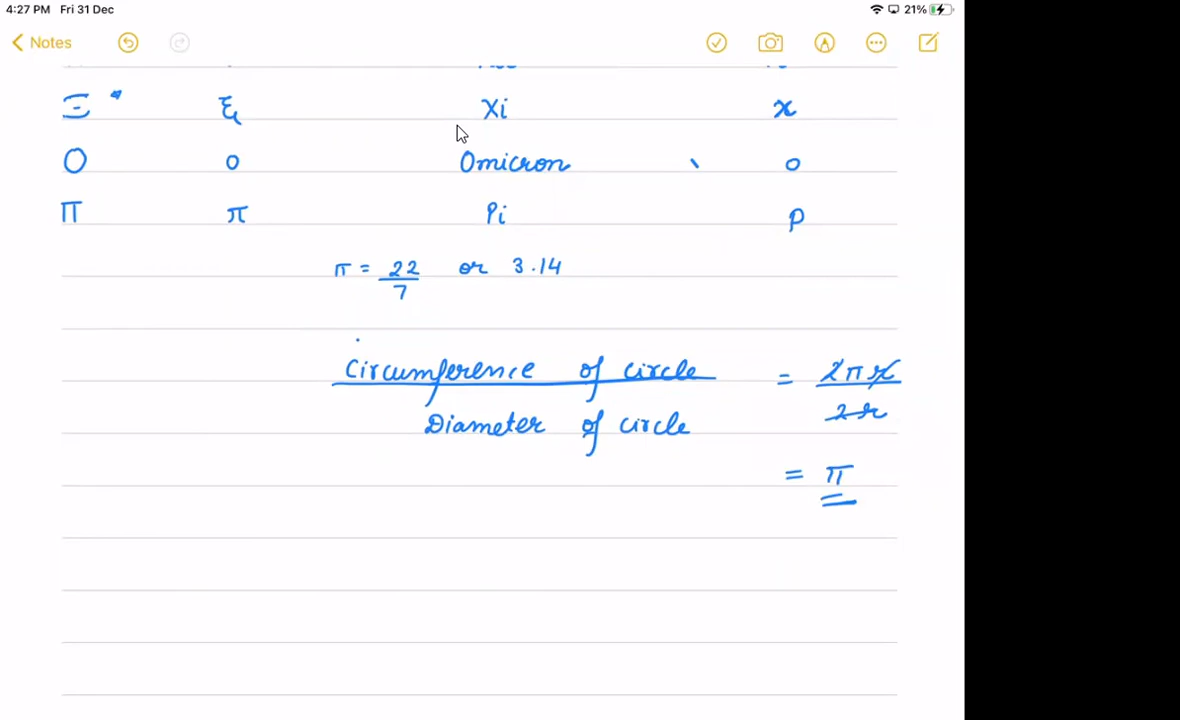 4:27 PM Fri 31 Dec 21%
Notes
Ξ ξ Xi x
O o Omicron o
Π π Pi p
π = 22/7 or 3.14
Circumference of circle / Diameter of circle = 2πr / 2r
= π